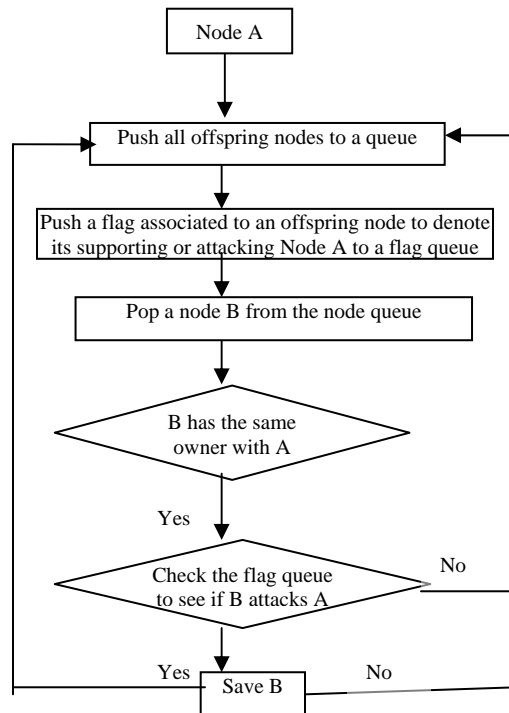 Node A
Push all offspring nodes to a queue
Push a flag associated to an offspring node to denote
its supporting or attacking Node A to a flag queue
Pop a node B from the node queue
B has the same
owner with A
Yes
Check the flag queue
to see if B attacks A
No
Yes
Save B
No